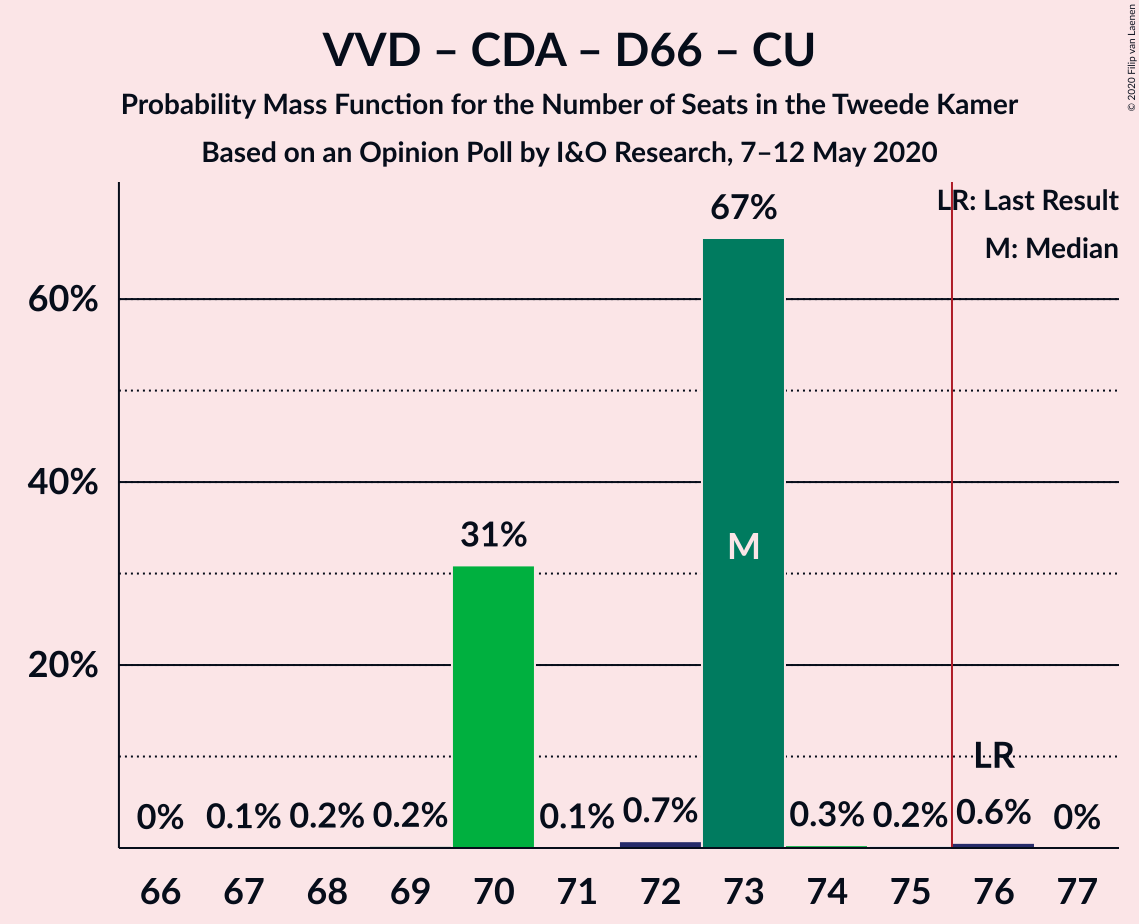 VVD – CDA – D66 – CU
Probability Mass Function for the Number of Seats in the Tweede Kamer
Based on an Opinion Poll by I&O Research, 7–12 May 2020
© 2020 Filip van Laenen
LR: Last Result
M: Median
67%
60%
40%
31%
M
20%
LR
0% 0.1% 0.2% 0.2% 0.1% 0.7% 0.3% 0.2% 0.6% 0%
66 67 68 69 70 71 72 73 74 75 76 77